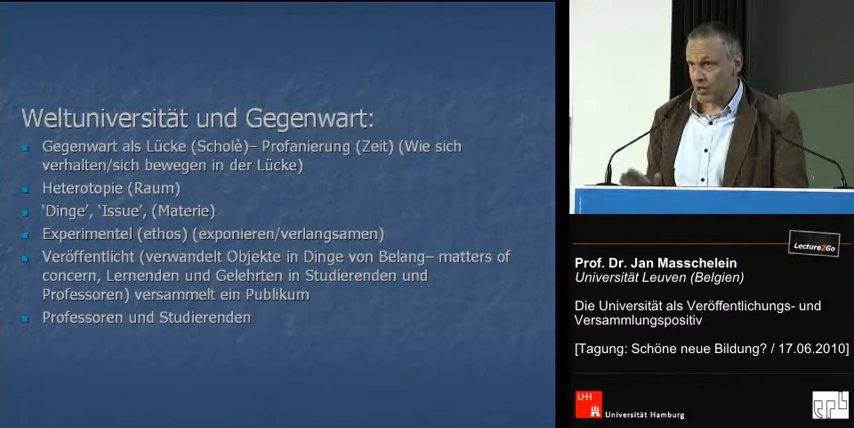 Weltuniversität und Gegenwart:
Gegenwart als Lücke (Scholè)– Profanierung (Zeit) (Wie sich
verhalten/sich bewegen in der Lücke)
Heterotopie (Raum)
‘Dinge’, ‘Issue’, (Materie)
Experimentel (ethos) (exponieren/verlangsamen)
Veröffentlicht (verwandelt Objekte in Dinge von Belang– matters of
concern, Lernenden und Gelehrten in Studierenden und
Professoren) versammelt ein Publikum
Professoren und Studierenden
Lecture2Go
Prof. Dr. Jan Masschelein
Universität Leuven (Belgien)
Die Universität als Veröffentlichungs- und
Versammlungspositiv
[Tagung: Schöne neue Bildung? / 17.06.2010]
UHH
Universität Hamburg
epb